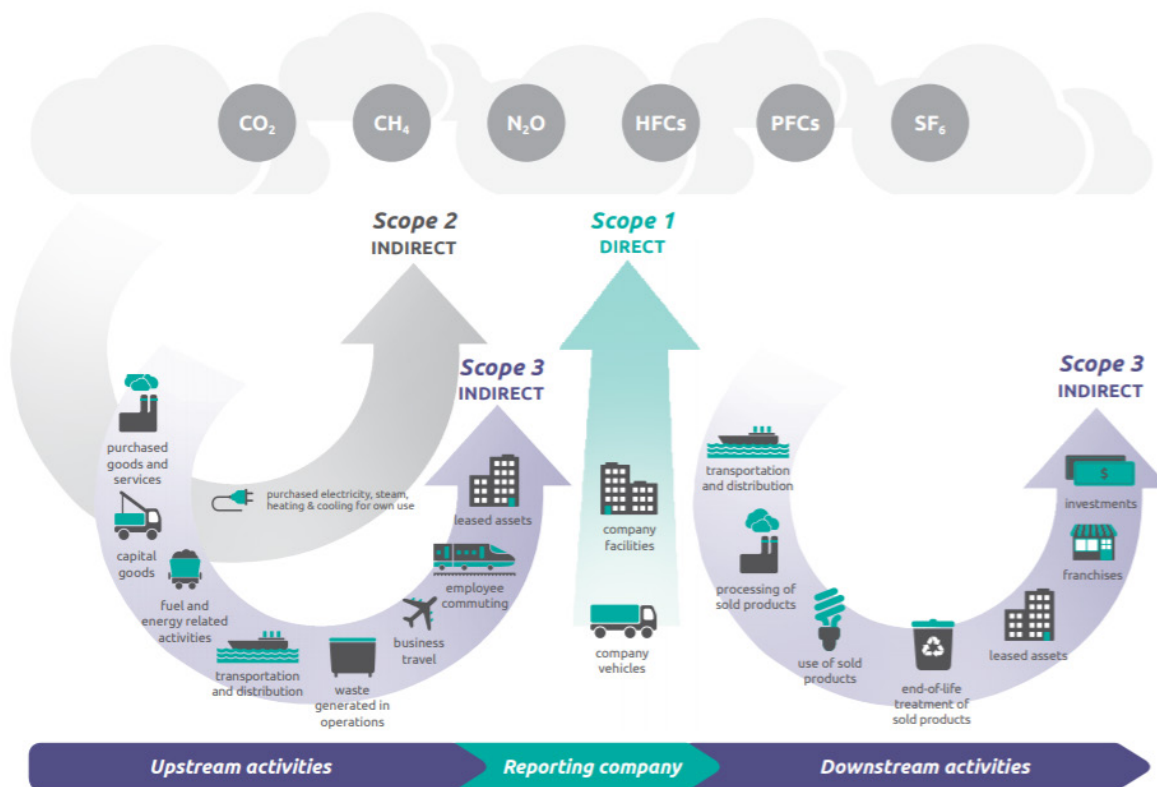 CO₂
CH₄
N₂O
HFCs
PFCs
SF₆
Scope 2
INDIRECT
Scope 1
DIRECT
Scope 3
INDIRECT
Scope 3
INDIRECT
purchased
goods and
services
capital
goods
fuel and
energy related
activities
purchased electricity, steam,
heating & cooling for own use
transportation
and distribution
waste
generated in
operations
business
travel
employee
commuting
leased assets
company
facilities
company
vehicles
transportation
and distribution
processing of
sold products
use of sold
products
end-of-life
treatment of
sold products
leased assets
franchises
investments
$
Upstream activities
Reporting company
Downstream activities